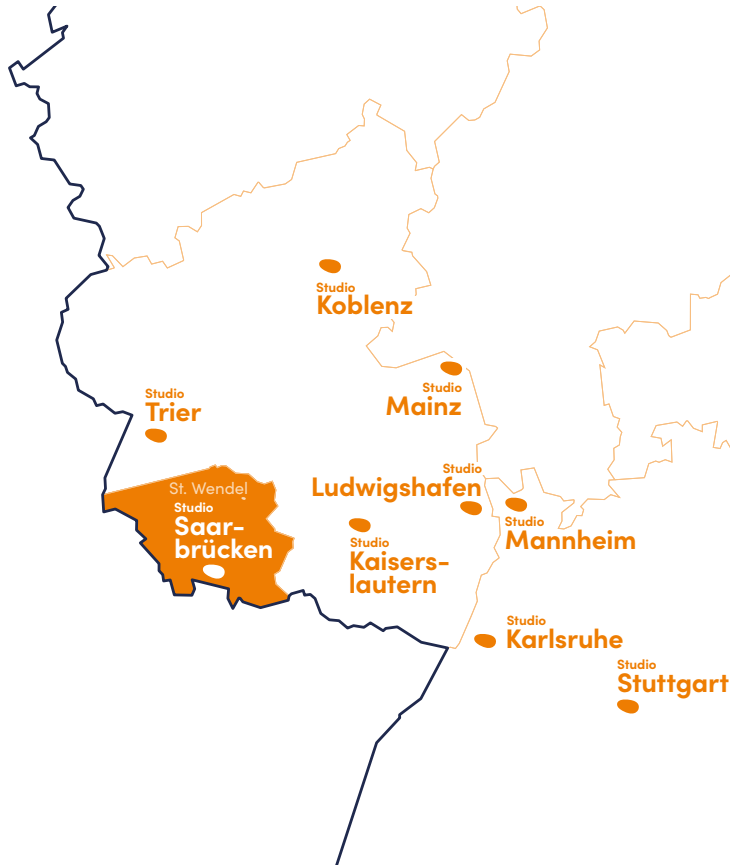 Studio
Koblenz
Studio
Mainz
Studio
Trier
Studio
Ludwigshafen
St. Wendel
Studio
Saar-
brücken
Studio
Mannheim
Studio
Kaisers-
lautern
Studio
Karlsruhe
Studio
Stuttgart